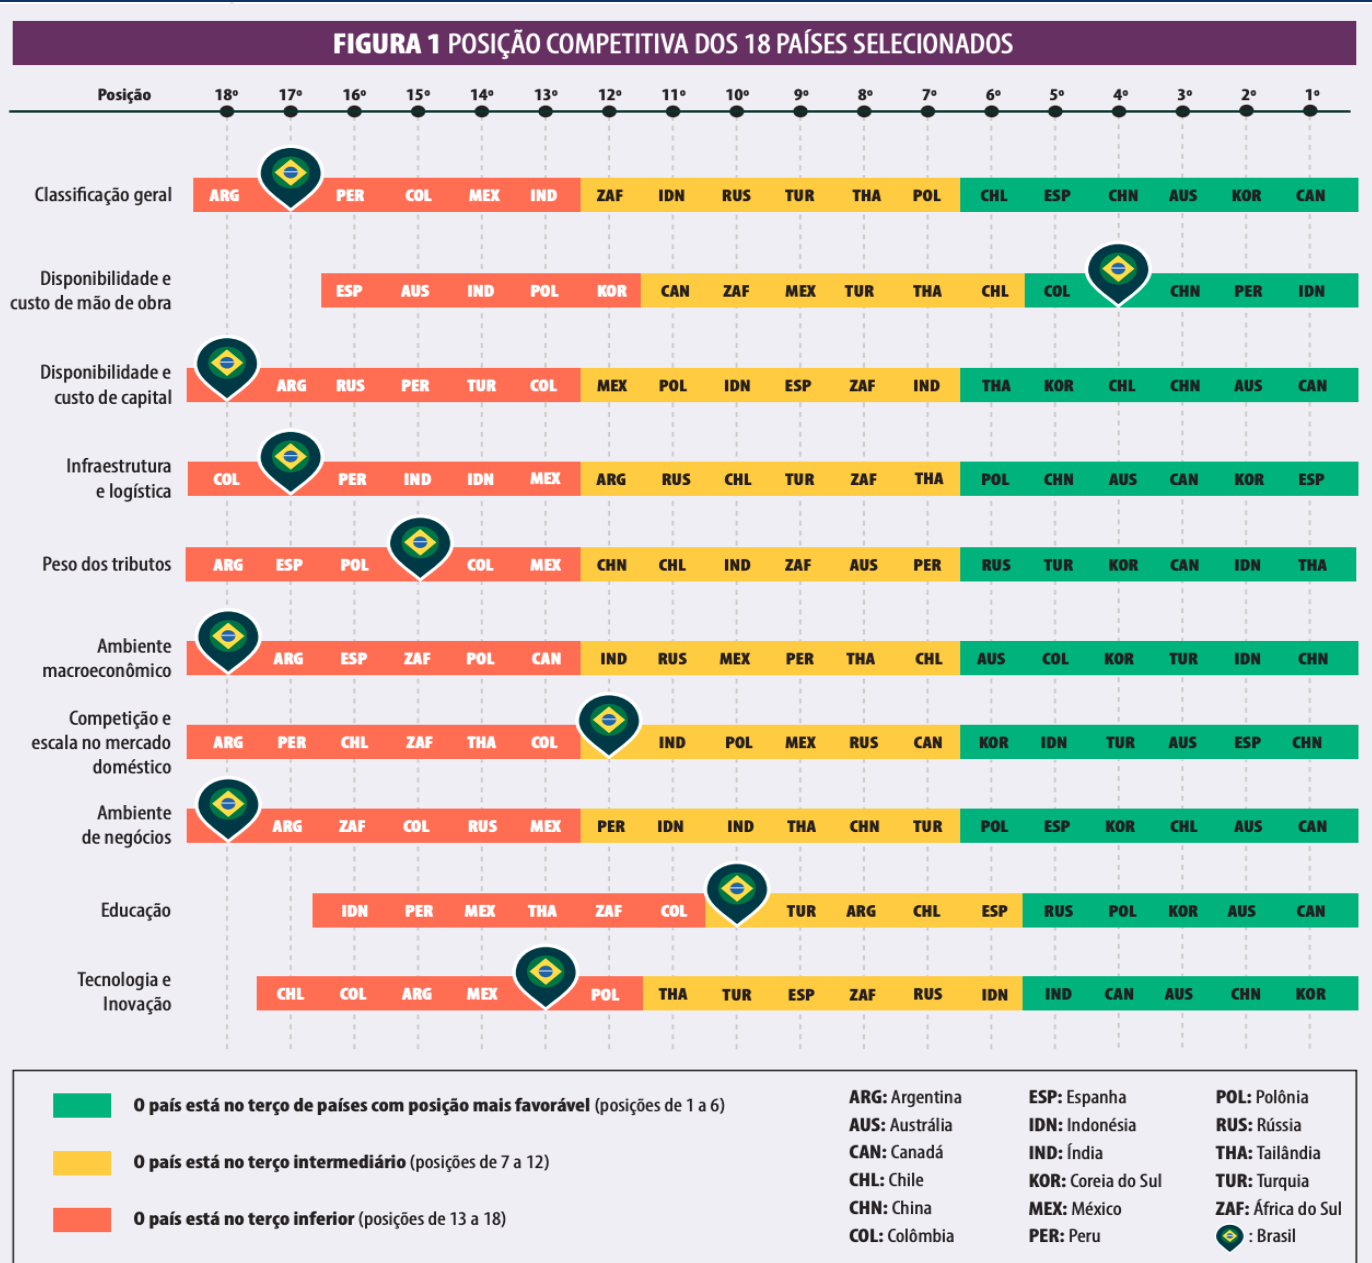 FIGURA 1 POSIÇÃO COMPETITIVA DOS 18 PAÍSES SELECIONADOS
Posição 18º 17º 16º 15º 14º 13º 12º 11º 10º 9º 8º 7º 6º 5º 4º 3º 2º 1º
Classificação geral ARG PER COL MEX IND ZAF IDN RUS TUR THA POL CHL ESP CHN AUS KOR CAN
Disponibilidade e
custo de mão de obra ESP AUS IND POL KOR CAN ZAF MEX TUR THA CHL COL CHN PER IDN
Disponibilidade e
custo de capital ARG RUS PER TUR COL MEX POL IDN ESP ZAF IND THA KOR CHL CHN AUS CAN
Infraestrutura
e logística COL PER IND IDN MEX ARG RUS CHL TUR ZAF THA POL CHN AUS CAN KOR ESP
Peso dos tributos ARG ESP POL COL MEX CHN CHL IND ZAF AUS PER RUS TUR KOR CAN IDN THA
Ambiente
macroeconômico ARG ESP ZAF POL CAN IND RUS MEX PER THA CHL AUS COL KOR TUR IDN CHN
Competição e
escala no mercado
doméstico ARG PER CHL ZAF THA COL IND POL MEX RUS CAN KOR IDN TUR AUS ESP CHN
Ambiente
de negócios ARG ZAF COL RUS MEX PER IDN IND THA CHN TUR POL ESP KOR CHL AUS CAN
Educação IDN PER MEX THA ZAF COL TUR ARG CHL ESP RUS POL KOR AUS CAN
Tecnologia e
Inovação CHL COL ARG MEX POL THA TUR ESP ZAF RUS IDN IND CAN AUS CHN KOR
O país está no terço de países com posição mais favorável (posições de 1 a 6)
O país está no terço intermediário (posições de 7 a 12)
O país está no terço inferior (posições de 13 a 18)
ARG: Argentina
AUS: Austrália
CAN: Canadá
CHL: Chile
CHN: China
COL: Colômbia
ESP: Espanha
IDN: Indonésia
IND: Índia
KOR: Coreia do Sul
MEX: México
PER: Peru
POL: Polônia
RUS: Rússia
THA: Tailândia
TUR: Turquia
ZAF: África do Sul
: Brasil